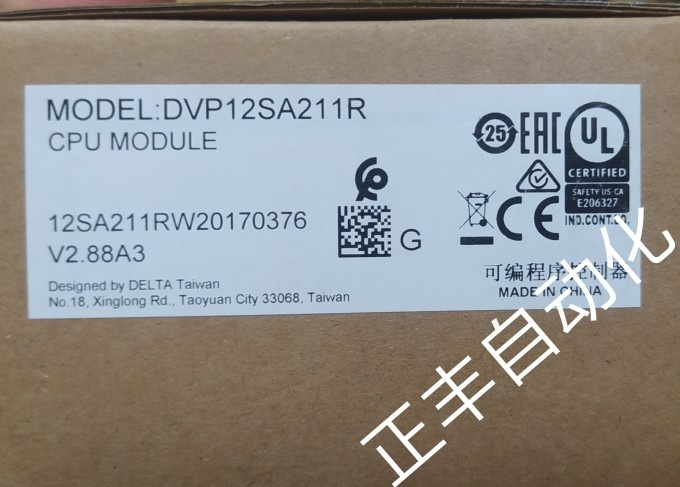 MODEL:DVP12SA211R
CPU MODULE
12SA211RW20170376
V2.88A3
G
Designed by DELTA Taiwan
No.18, Xinglong Rd., Taoyuan City 33068, Taiwan
25
EAC
UL
CERTIFIED
SAFETY US CA
E206327
IND.CONT.EQ.
CE
可编程序控制器
MADE IN CHINA
正丰自动化